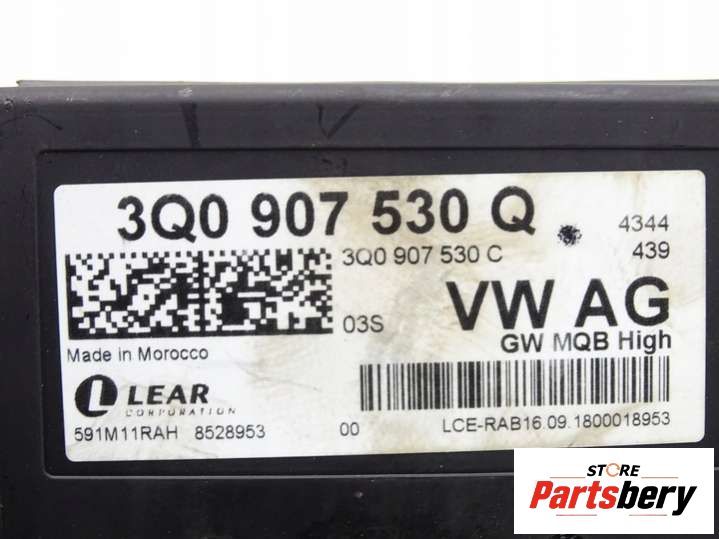 3Q0 907 530 Q
4344
3Q0 907 530 C
439
03S
VW AG
Made in Morocco
GW MQB High
LEAR
CORPORATION
591M11RAH 8528953 00 LCE-RAB16.09.1800018953
STORE
Partsbery